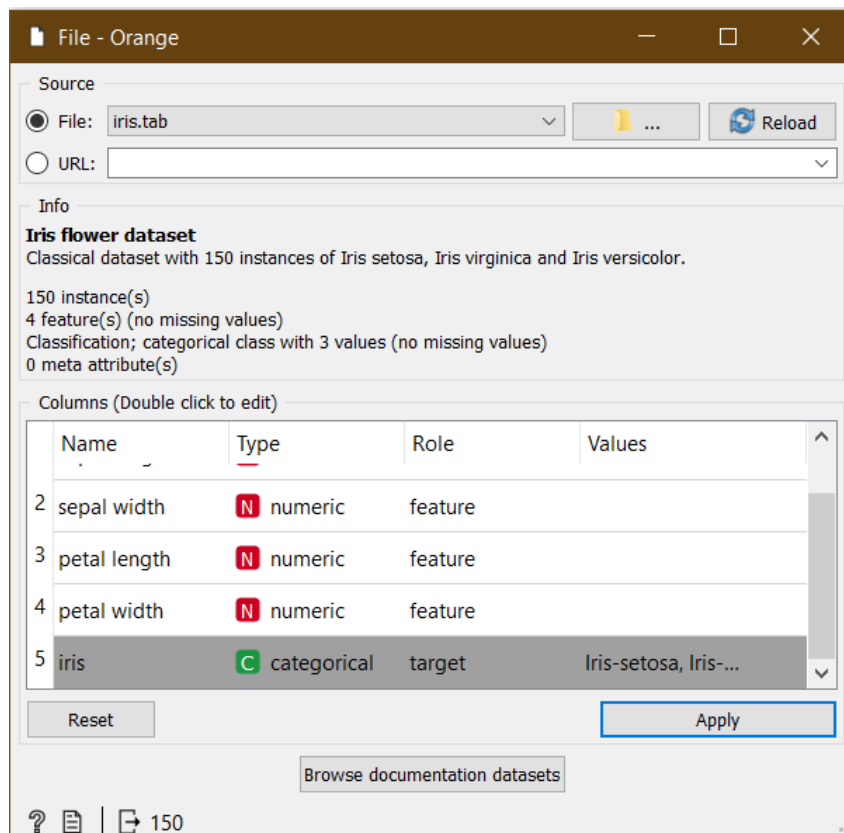 File - Orange
Source
File: iris.tab ... Reload
URL:
Info
Iris flower dataset
Classical dataset with 150 instances of Iris setosa, Iris virginica and Iris versicolor.
150 instance(s)
4 feature(s) (no missing values)
Classification; categorical class with 3 values (no missing values)
0 meta attribute(s)
Columns (Double click to edit)
Name Type Role Values
2 sepal width N numeric feature
3 petal length N numeric feature
4 petal width N numeric feature
5 iris C categorical target Iris-setosa, Iris-...
Reset Apply
Browse documentation datasets
? 150